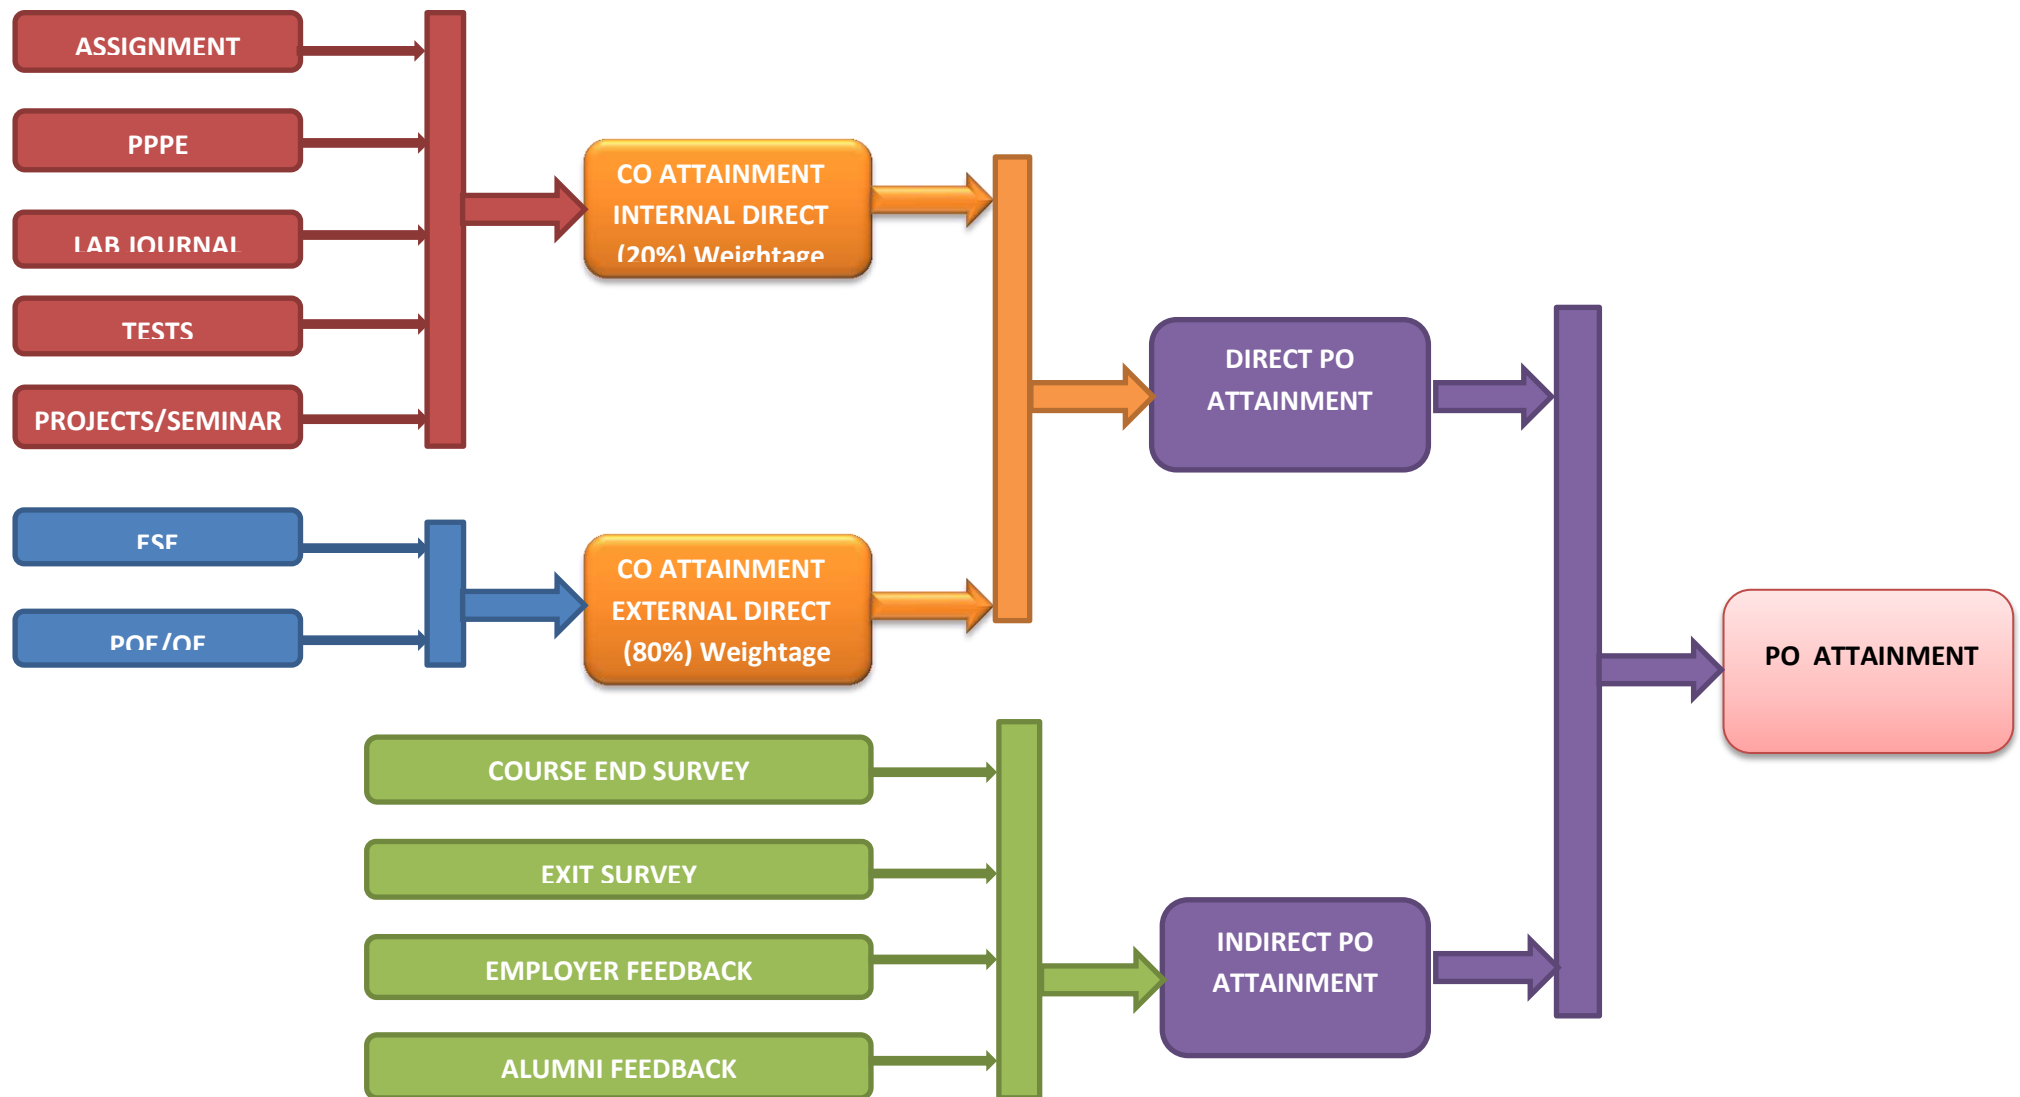 ASSIGNMENT
PPPE
LAB JOURNAL
TESTS
PROJECTS/SEMINAR
CO ATTAINMENT
INTERNAL DIRECT
(20%) Weightage
ESE
POE/OE
CO ATTAINMENT
EXTERNAL DIRECT
(80%) Weightage
COURSE END SURVEY
EXIT SURVEY
EMPLOYER FEEDBACK
ALUMNI FEEDBACK
DIRECT PO
ATTAINMENT
INDIRECT PO
ATTAINMENT
PO ATTAINMENT